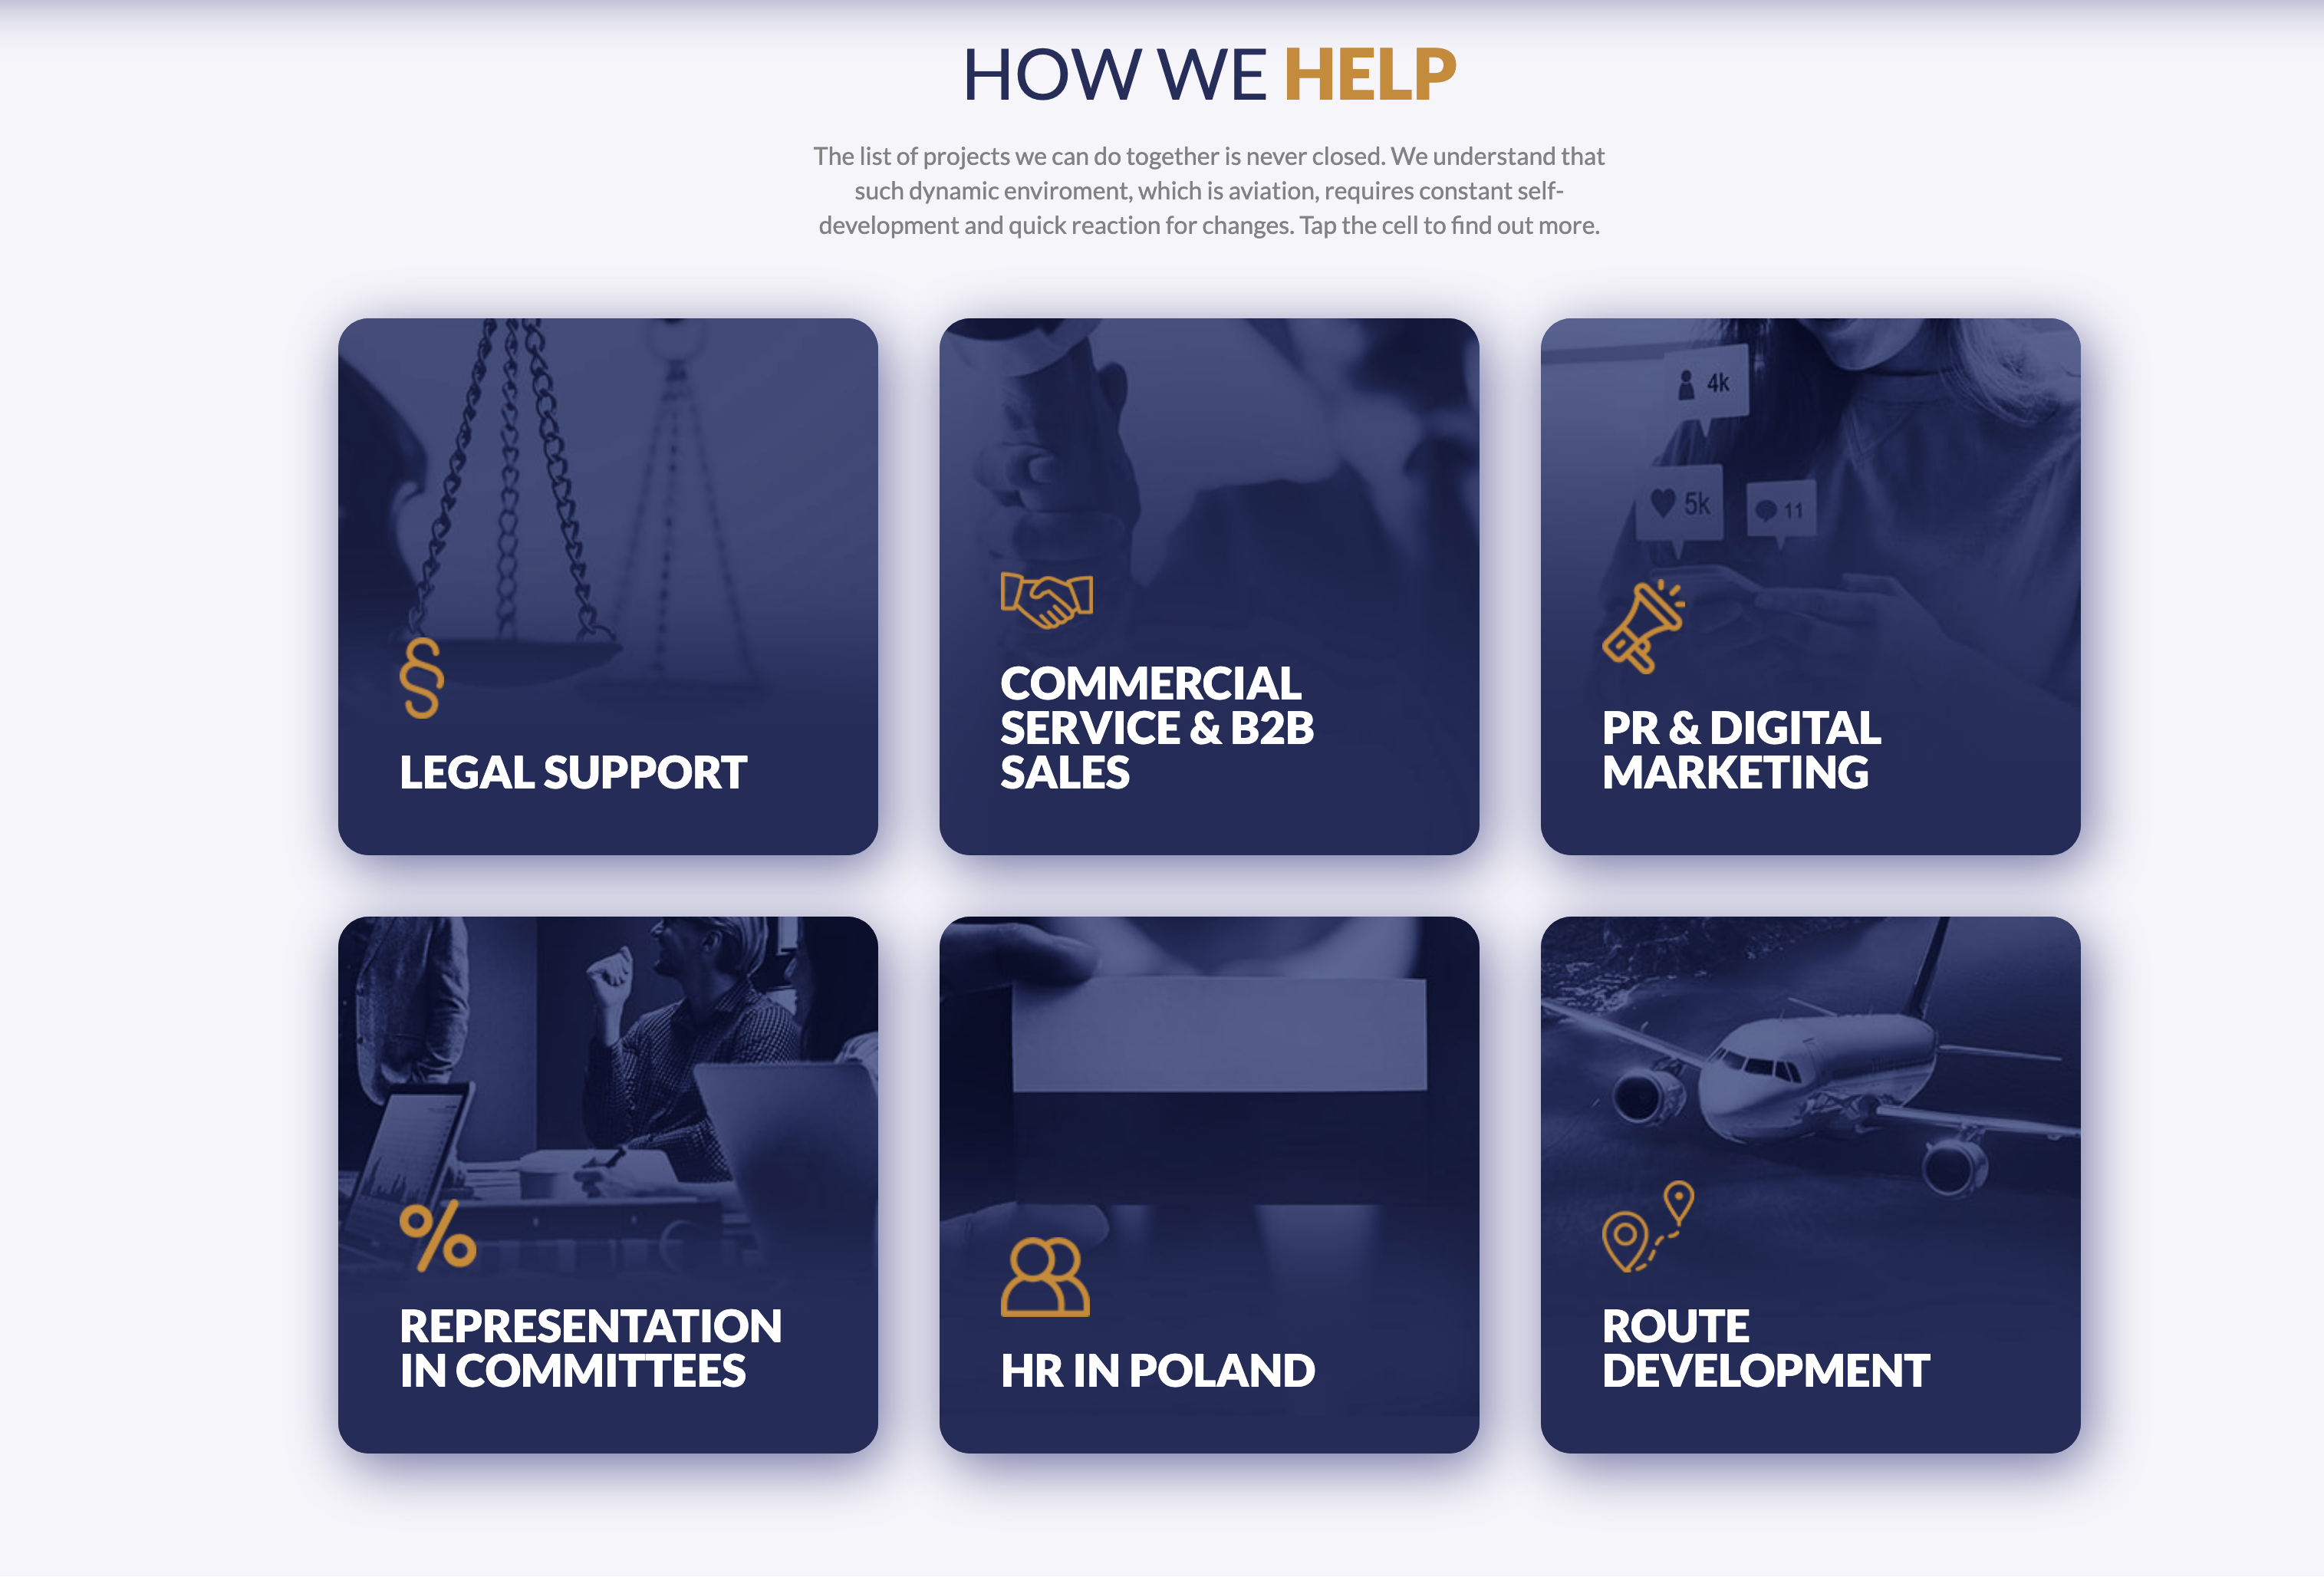 HOW WE HELP
The list of projects we can do together is never closed. We understand that
such dynamic enviroment, which is aviation, requires constant self-
development and quick reaction for changes. Tap the cell to find out more.
4k
5k
11
§
LEGAL SUPPORT
COMMERCIAL
SERVICE & B2B
SALES
PR & DIGITAL
MARKETING
%
REPRESENTATION
IN COMMITTEES
HR IN POLAND
ROUTE
DEVELOPMENT